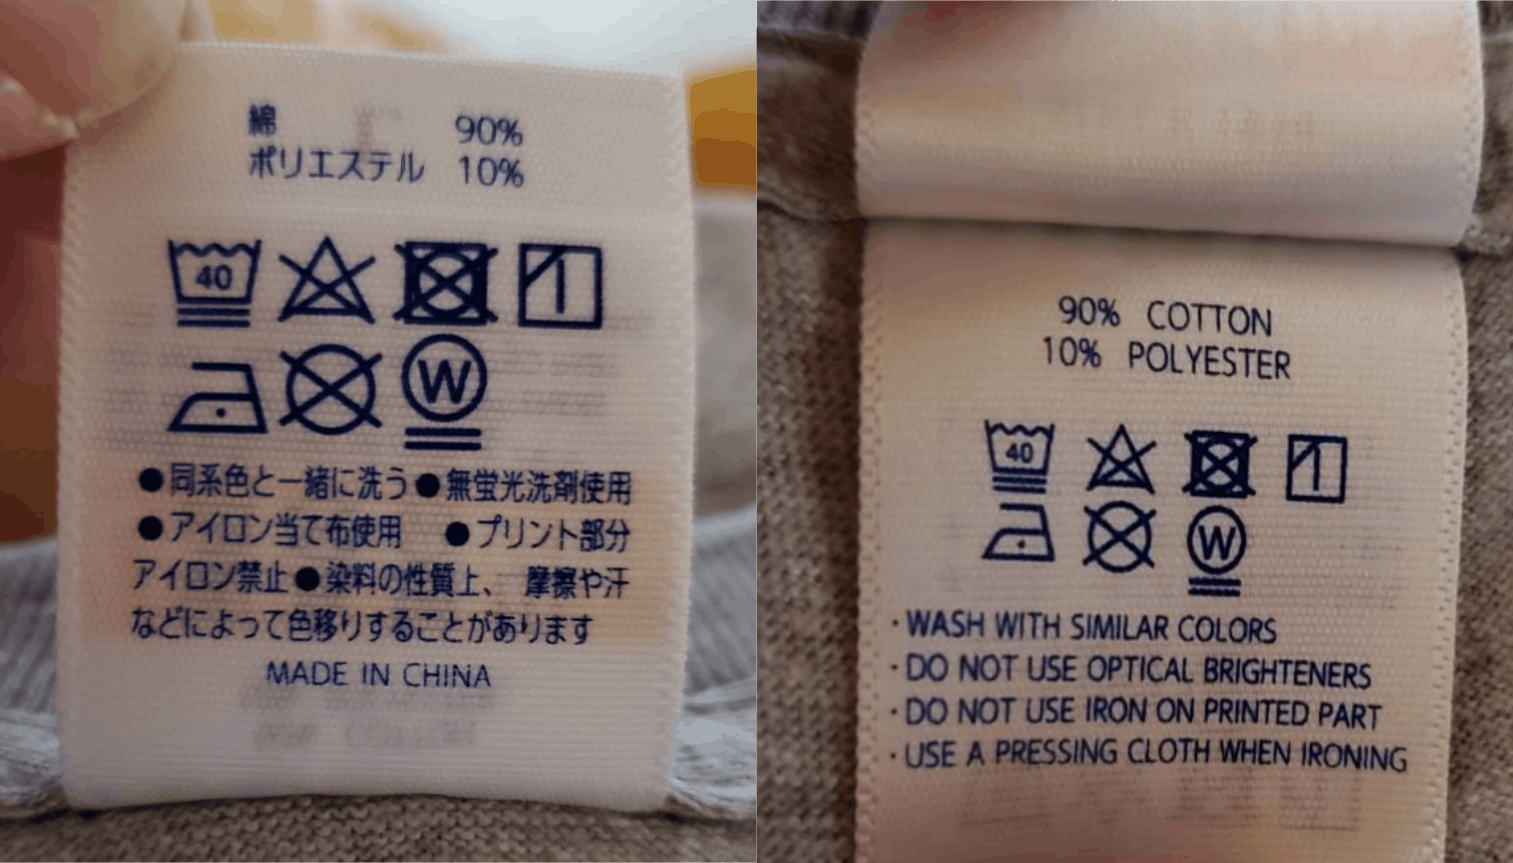 綿 90%
ポリエステル 10%
40
W
●同系色と一緒に洗う●無蛍光洗剤使用
●アイロン当て布使用 ●プリント部分
アイロン禁止●染料の性質上、摩擦や汗
などによって色移りすることがあります
MADE IN CHINA
90% COTTON
10% POLYESTER
40
W
・WASH WITH SIMILAR COLORS
・DO NOT USE OPTICAL BRIGHTENERS
・DO NOT USE IRON ON PRINTED PART
・USE A PRESSING CLOTH WHEN IRONING